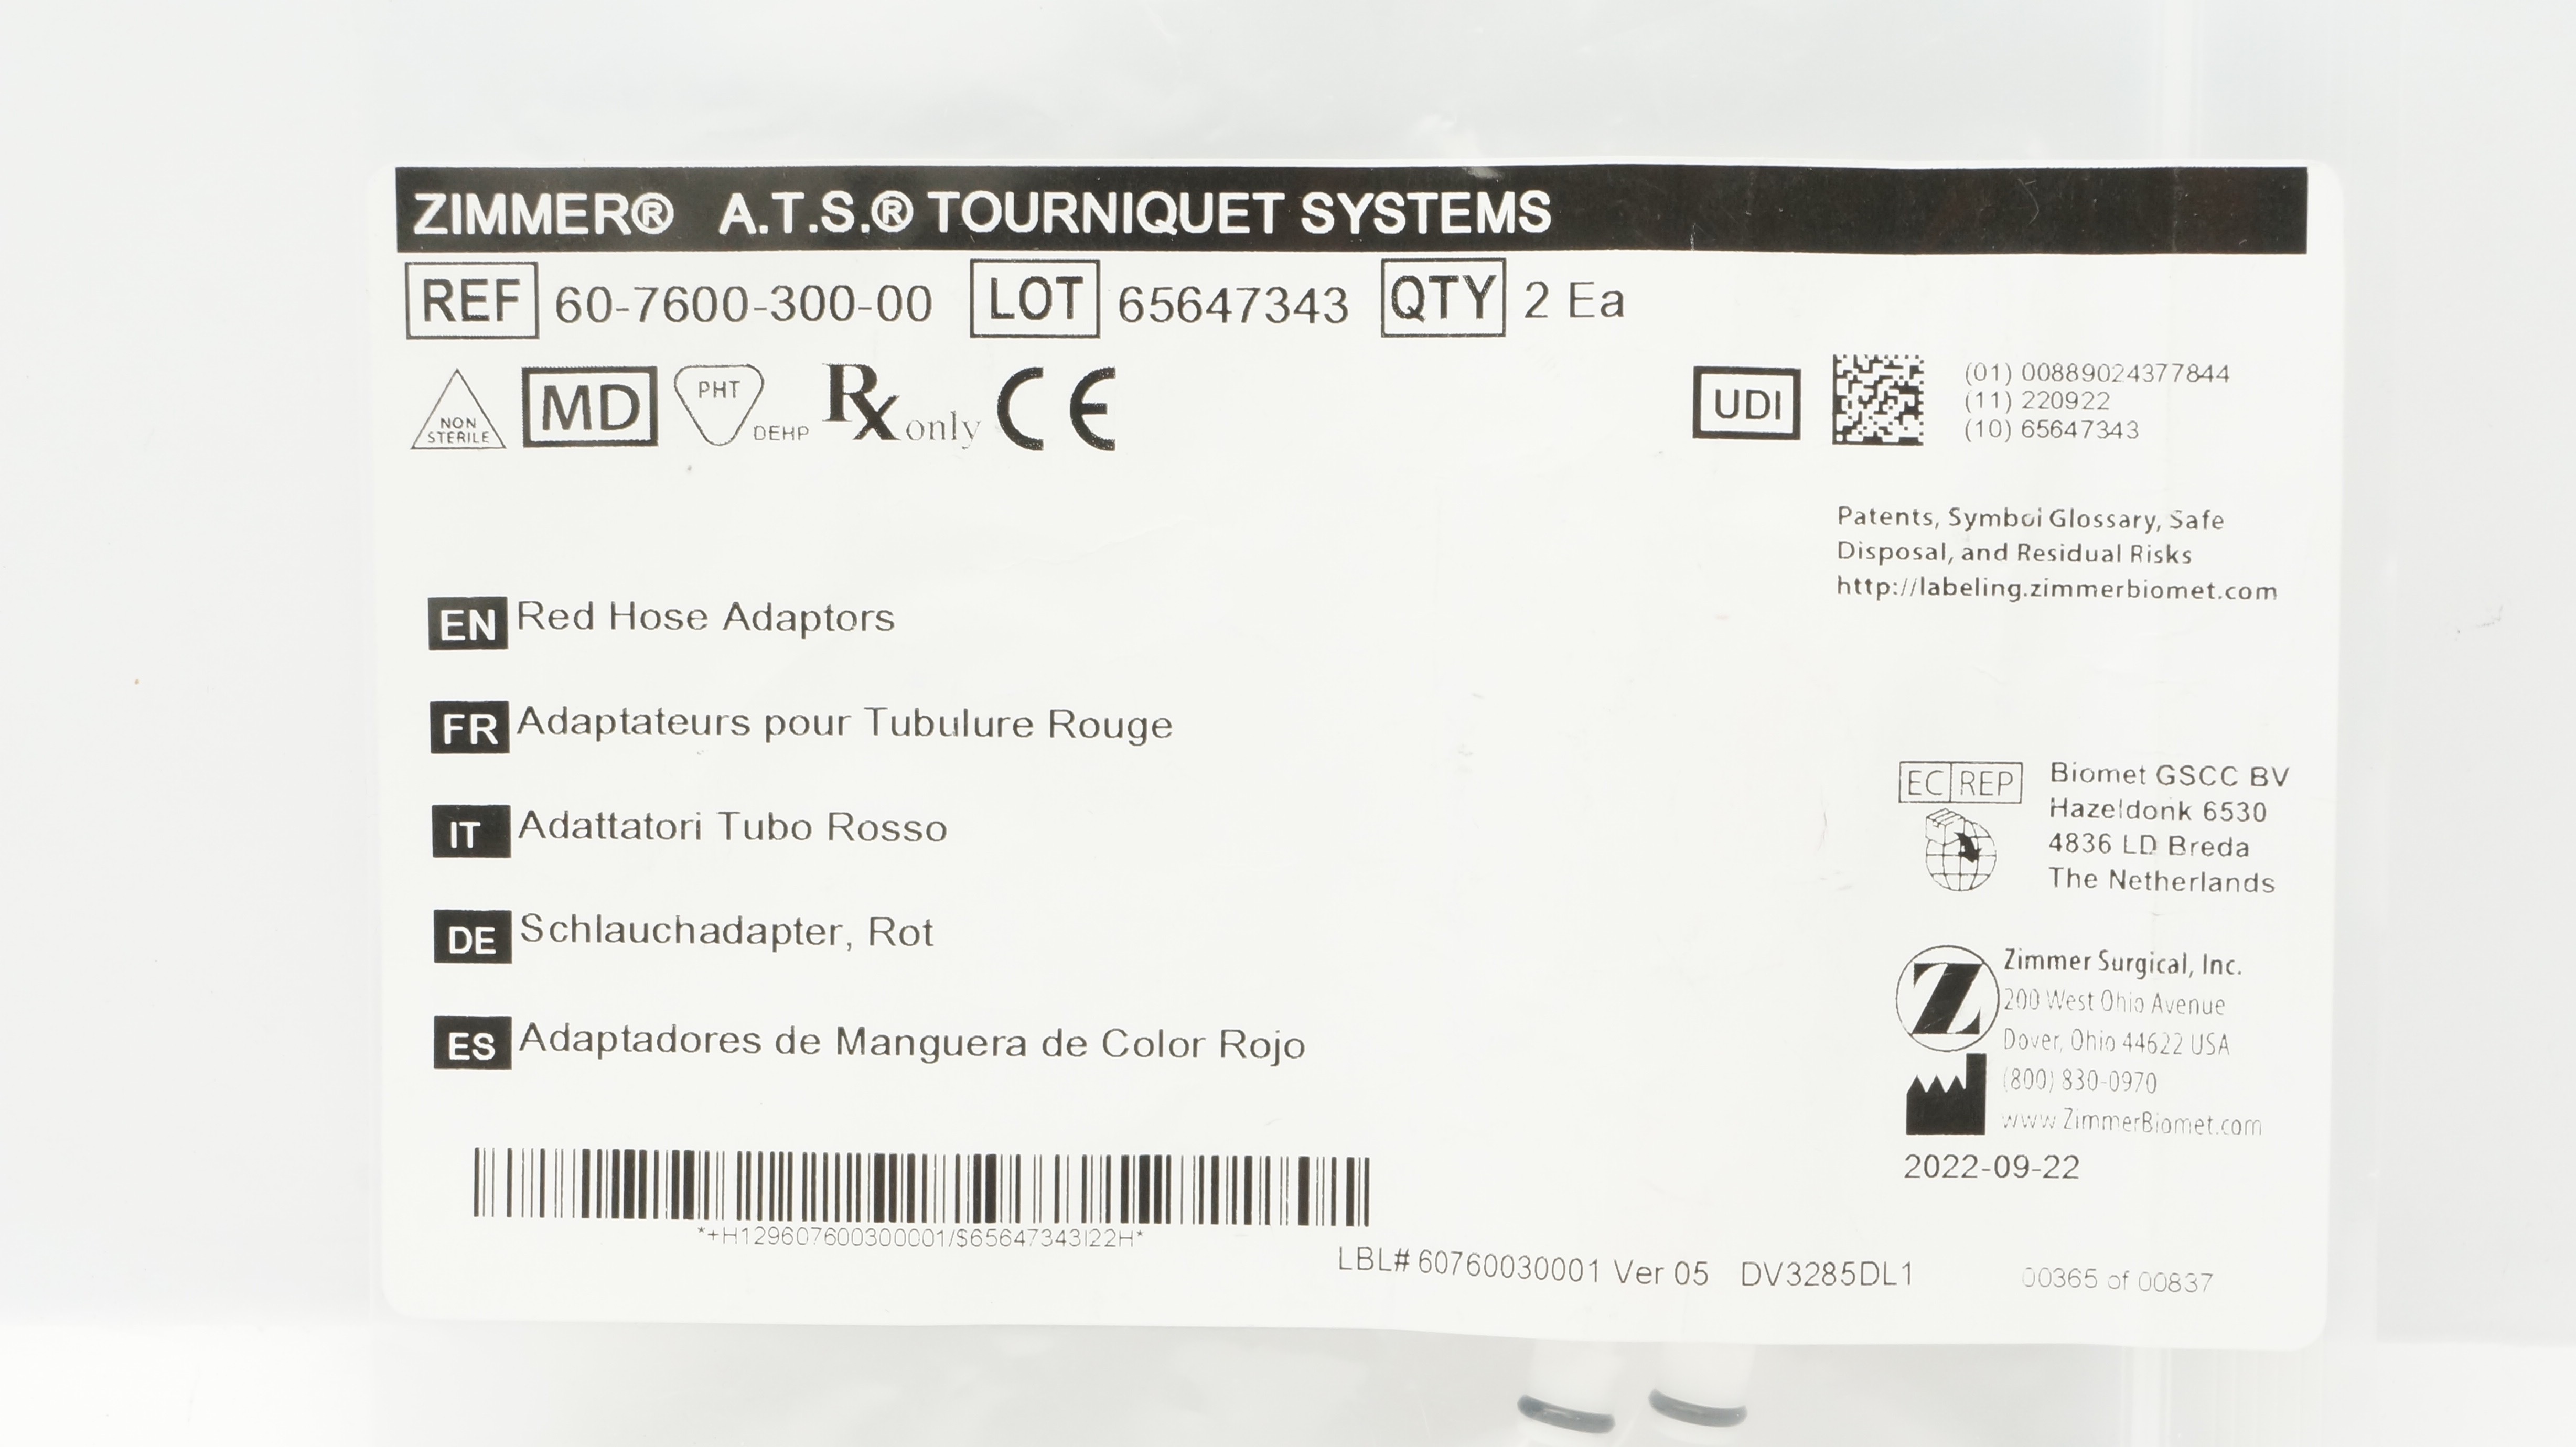 ZIMMER® A.T.S.® TOURNIQUET SYSTEMS
REF 60-7600-300-00 LOT 65647343 QTY 2 Ea
NON STERILE MD PHT DEHP Rx only CE
UDI
(01) 00889024377844
(11) 220922
(10) 65647343
Patents, Symbol Glossary, Safe
Disposal, and Residual Risks
http://labeling.zimmerbiomet.com
EN Red Hose Adaptors
FR Adaptateurs pour Tubulure Rouge
IT Adattatori Tubo Rosso
DE Schlauchadapter, Rot
ES Adaptadores de Manguera de Color Rojo
EC REP
Biomet GSCC BV
Hazeldonk 6530
4836 LD Breda
The Netherlands
Z
Zimmer Surgical, Inc.
200 West Ohio Avenue
Dover, Ohio 44622 USA
(800) 830-0970
www.ZimmerBiomet.com
2022-09-22
*+H129607600300001/$65647343I22H*
LBL# 60760030001 Ver 05 DV3285DL1 00365 of 00837